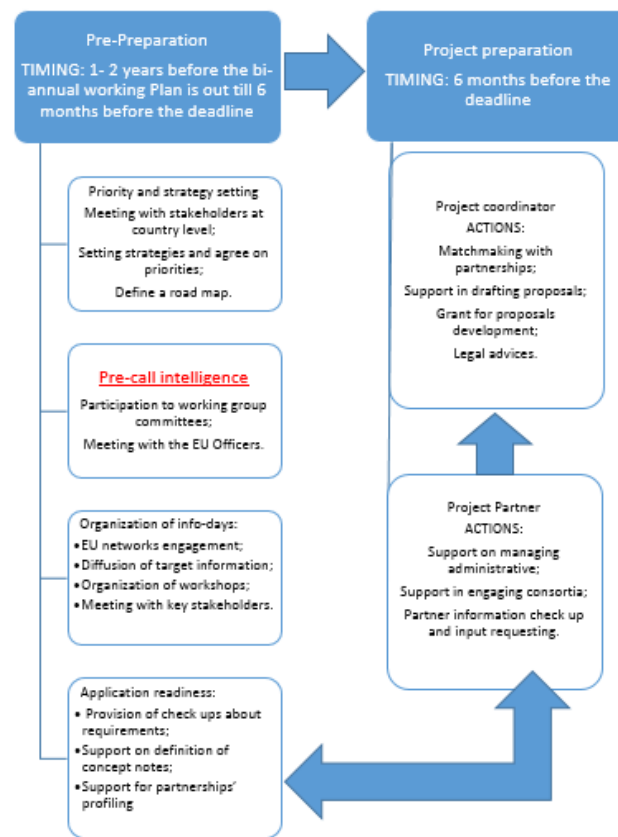 Pre-Preparation
TIMING: 1- 2 years before the bi-
annual working Plan is out till 6
months before the deadline
Priority and strategy setting
Meeting with stakeholders at
country level;
Setting strategies and agree on
priorities;
Define a road map.
Pre-call intelligence
Participation to working group
committees;
Meeting with the EU Officers.
Organization of info-days:
•EU networks engagement;
•Diffusion of target information;
•Organization of workshops;
•Meeting with key stakeholders.
Application readiness:
• Provision of check ups about
requirements;
•Support on definition of
concept notes;
•Support for partnerships’
profiling
Project preparation
TIMING: 6 months before the
deadline
Project coordinator
ACTIONS:
Matchmaking with
partnerships;
Support in drafting proposals;
Grant for proposals
development;
Legal advices.
Project Partner
ACTIONS:
Support on managing
administrative;
Support in engaging consortia;
Partner information check up
and input requesting.